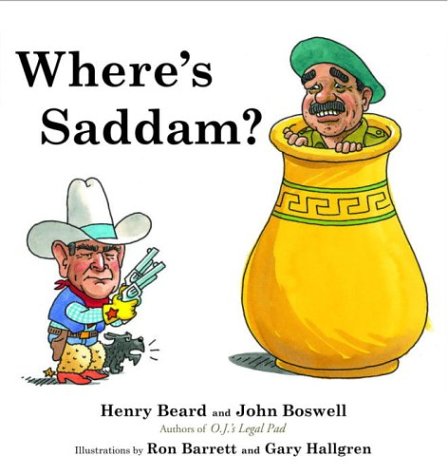 Where's
Saddam?
Henry Beard and John Boswell
Authors of O.J.'s Legal Pad
Illustrations by Ron Barrett and Gary Hallgren